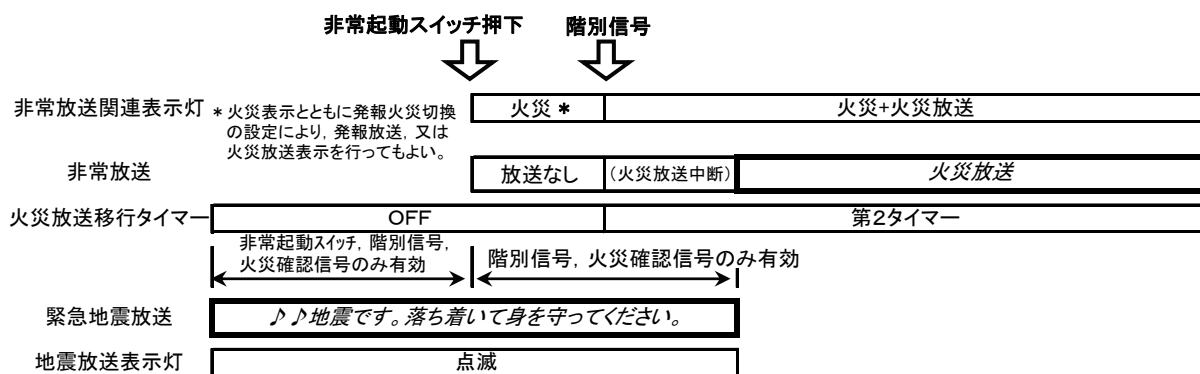 非常起動スイッチ押下 階別信号
非常放送関連表示灯 *火災表示とともに発報火災切換の設定により，発報放送，又は火災放送表示を行ってもよい。 火災 * 火災+火災放送
非常放送 放送なし (火災放送中断) 火災放送
火災放送移行タイマー OFF 第2タイマー
非常起動スイッチ，階別信号，
火災確認信号のみ有効 階別信号，火災確認信号のみ有効
緊急地震放送 ♪♪地震です。落ち着いて身を守ってください。
地震放送表示灯 点滅